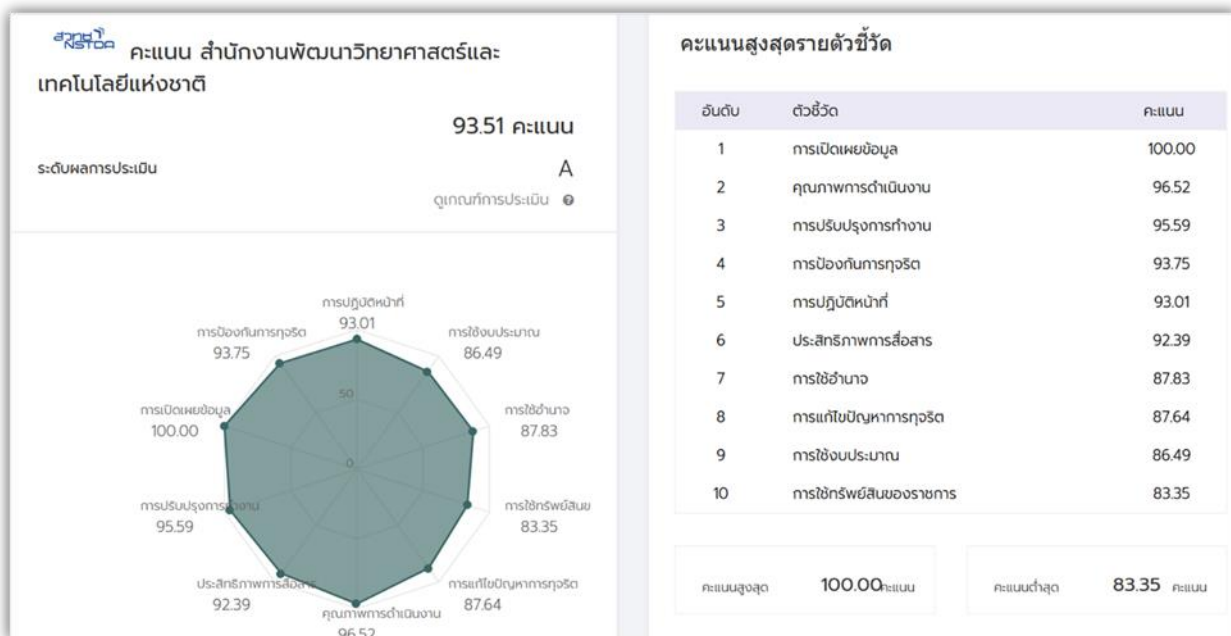 สวทช
NSTDA
คะแนน สำนักงานพัฒนาวิทยาศาสตร์และ
เทคโนโลยีแห่งชาติ
93.51 คะแนน
ระดับผลการประเมิน A
ดูเกณฑ์การประเมิน
การปฏิบัติหน้าที่
93.01
การใช้งบประมาณ
86.49
การใช้อำนาจ
87.83
การใช้ทรัพย์สินข
83.35
การแก้ไขปัญหาการทุจริต
87.64
คุณภาพการดำเนินงาน
96.52
ประสิทธิภาพการสื่อสาร
92.39
การปรับปรุงการทำงาน
95.59
การเปิดเผยข้อมูล
100.00
การป้องกันการทุจริต
93.75
50
0
คะแนนสูงสุดรายตัวชี้วัด
อันดับ ตัวชี้วัด คะแนน
1 การเปิดเผยข้อมูล 100.00
2 คุณภาพการดำเนินงาน 96.52
3 การปรับปรุงการทำงาน 95.59
4 การป้องกันการทุจริต 93.75
5 การปฏิบัติหน้าที่ 93.01
6 ประสิทธิภาพการสื่อสาร 92.39
7 การใช้อำนาจ 87.83
8 การแก้ไขปัญหาการทุจริต 87.64
9 การใช้งบประมาณ 86.49
10 การใช้ทรัพย์สินของราชการ 83.35
คะแนนสูงสุด 100.00คะแนน
คะแนนต่ำสุด 83.35 คะแนน